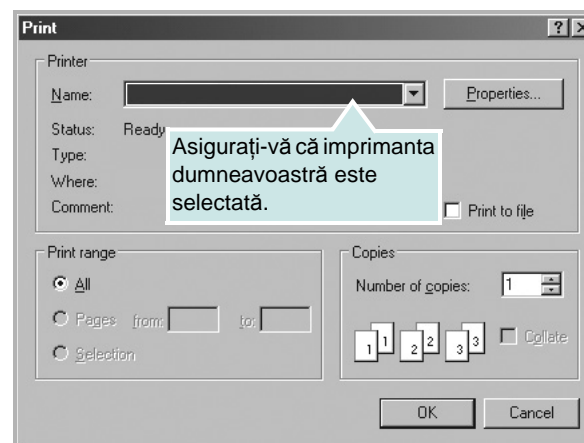 Print
Printer
Name:
Properties...
Status: Ready
Type:
Where:
Comment:
Asigurați-vă că imprimanta
dumneavoastră este
selectată.
Print to file
Print range
All
Pages from: to:
Selection
Copies
Number of copies: 1
1 1 2 2 3 3
Collate
OK Cancel